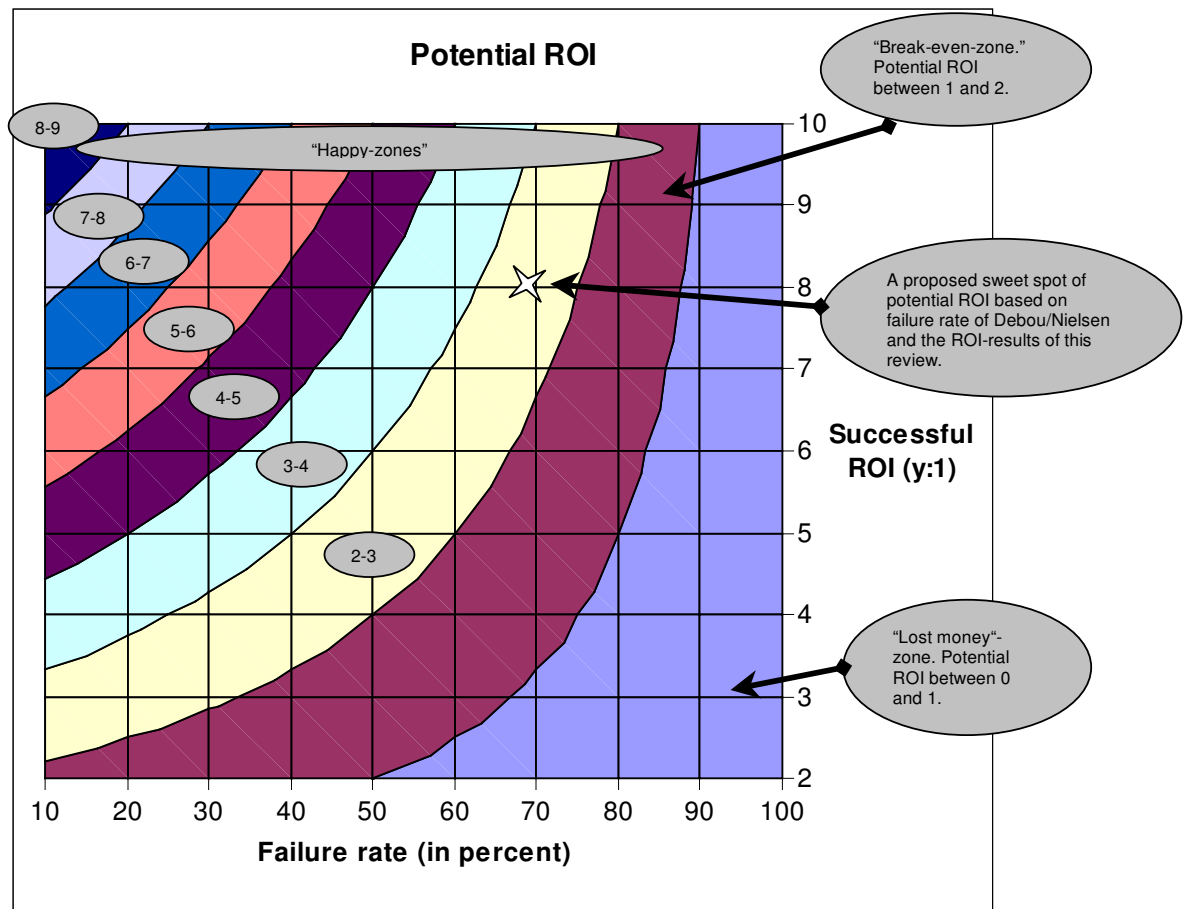 Potential ROI
“Break-even-zone.”
Potential ROI
between 1 and 2.
8-9
“Happy-zones”
7-8
6-7
5-6
4-5
3-4
2-3
A proposed sweet spot of
potential ROI based on
failure rate of Debou/Nielsen
and the ROI-results of this
review.
“Lost money“-
zone. Potential
ROI between 0
and 1.
10
9
8
7
6
5
4
3
2
Successful
ROI (y:1)
10 20 30 40 50 60 70 80 90 100
Failure rate (in percent)